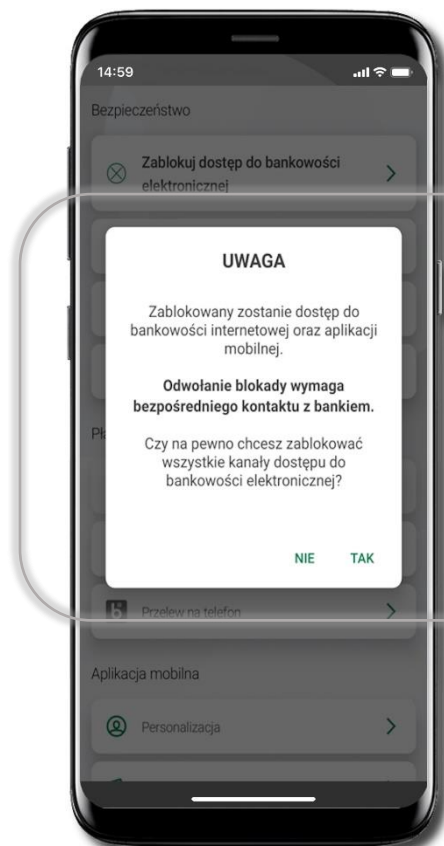 14:59
Bezpieczeństwo
Zablokuj dostęp do bankowości
elektronicznej
UWAGA
Zablokowany zostanie dostęp do
bankowości internetowej oraz aplikacji
mobilnej.
Odwołanie blokady wymaga
bezpośredniego kontaktu z bankiem.
Czy na pewno chcesz zablokować
wszystkie kanały dostępu do
bankowości elektronicznej?
NIE TAK
Przelew na telefon
Aplikacja mobilna
Personalizacja